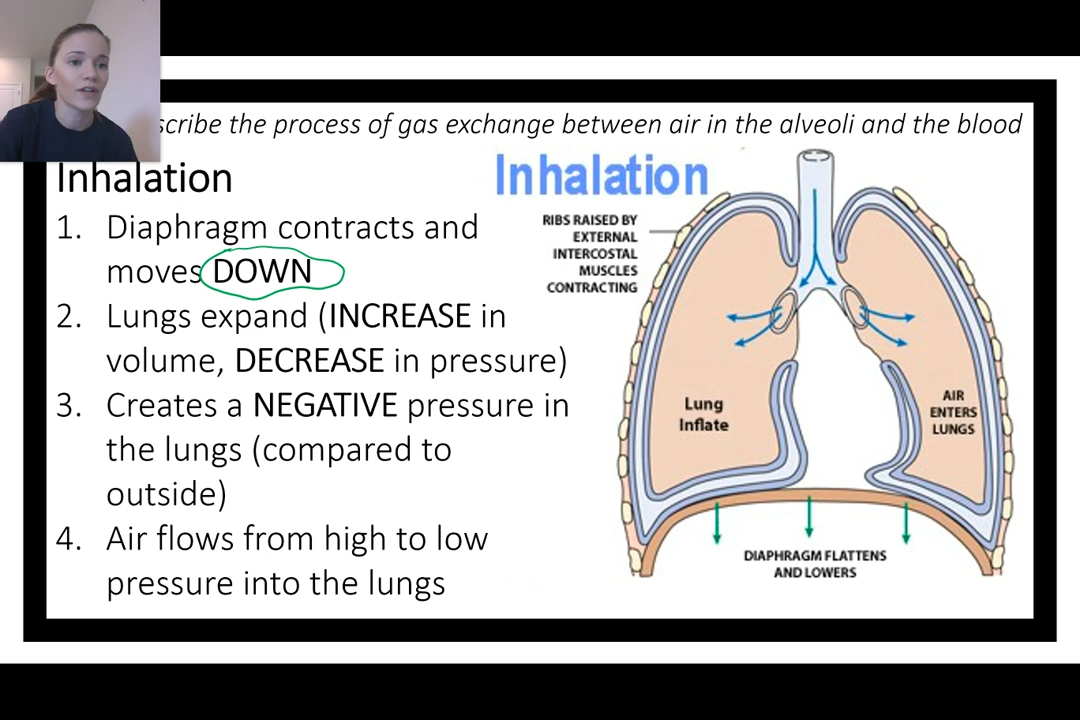 scribe the process of gas exchange between air in the alveoli and the blood
Inhalation
1. Diaphragm contracts and
moves DOWN
2. Lungs expand (INCREASE in
volume, DECREASE in pressure)
3. Creates a NEGATIVE pressure in
the lungs (compared to
outside)
4. Air flows from high to low
pressure into the lungs
Inhalation
RIBS RAISED BY
EXTERNAL
INTERCOSTAL
MUSCLES
CONTRACTING
Lung
Inflate
AIR
ENTERS
LUNGS
DIAPHRAGM FLATTENS
AND LOWERS